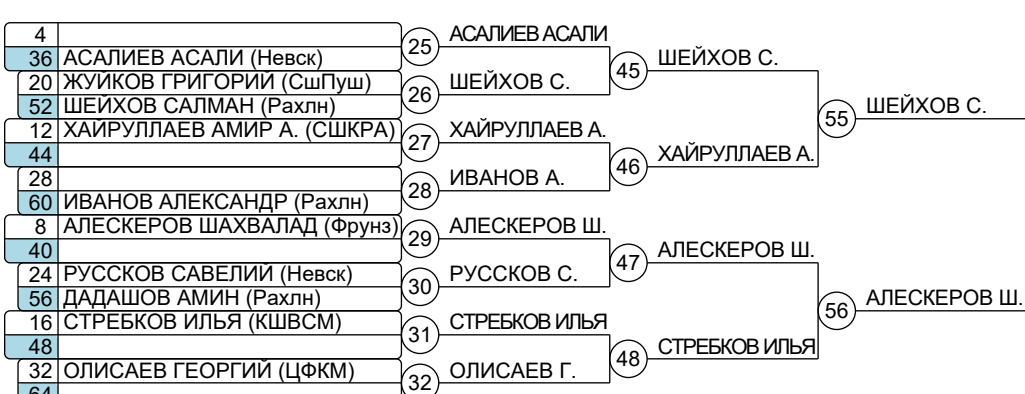 4
25
АСАЛИЕВ АСАЛИ
36 АСАЛИЕВ АСАЛИ (Невск)
45
ШЕЙХОВ С.
20 ЖУЙКОВ ГРИГОРИЙ (СшПуш)
26
ШЕЙХОВ С.
52 ШЕЙХОВ САЛМАН (Рахлн)
55
ШЕЙХОВ С.
12 ХАЙРУЛЛАЕВ АМИР А. (СШКРА)
27
ХАЙРУЛЛАЕВ А.
44
46
ХАЙРУЛЛАЕВ А.
28
28
ИВАНОВ А.
60 ИВАНОВ АЛЕКСАНДР (Рахлн)
8 АЛЕСКЕРОВ ШАХВАЛАД (Фрунз)
29
АЛЕСКЕРОВ Ш.
40
47
АЛЕСКЕРОВ Ш.
24 РУССКОВ САВЕЛИЙ (Невск)
30
РУССКОВ С.
56 ДАДАШОВ АМИН (Рахлн)
56
АЛЕСКЕРОВ Ш.
16 СТРЕБКОВ ИЛЬЯ (КШВСМ)
31
СТРЕБКОВ ИЛЬЯ
48
48
СТРЕБКОВ ИЛЬЯ
32 ОЛИСАЕВ ГЕОРГИЙ (ЦФКМ)
32
ОЛИСАЕВ Г.
64